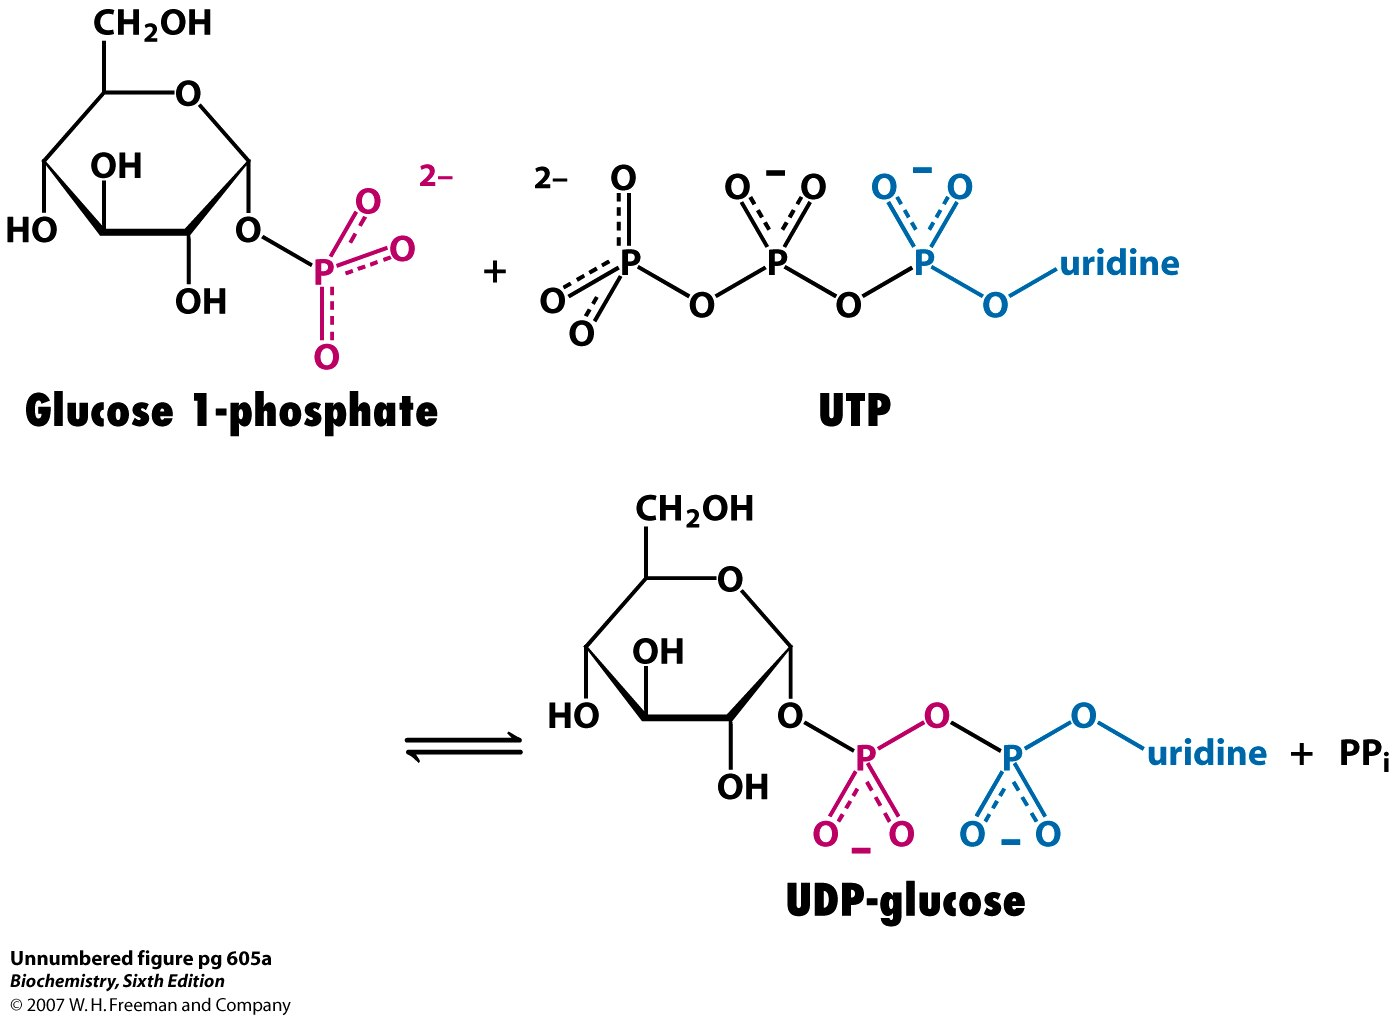 CH2OH
O
OH
HO
O
OH
P
O
O
O
2–
Glucose 1-phosphate
+
2–
O
P
O
O
O
P
O – O
O
P
O – O
O
uridine
UTP
CH2OH
O
OH
HO
O
OH
P
O
O – O
P
O
O – O
uridine + PPi
UDP-glucose
Unnumbered figure pg 605a
Biochemistry, Sixth Edition
© 2007 W. H. Freeman and Company